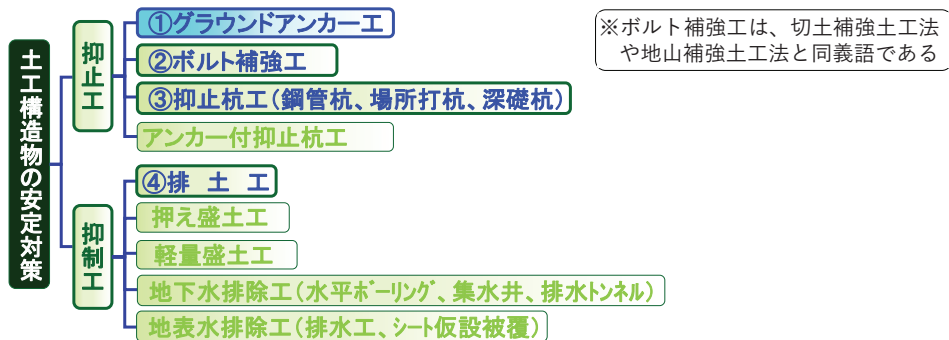 土工構造物の安定対策
抑止工
①グラウンドアンカー工
②ボルト補強工
③抑止杭工(鋼管杭、場所打杭、深礎杭)
アンカー付抑止杭工
抑制工
④排 土 工
押え盛土工
軽量盛土工
地下水排除工(水平ボーリング、集水井、排水トンネル)
地表水排除工(排水工、シート仮設被覆)
※ボルト補強工は、切土補強土工法
や地山補強土工法と同義語である